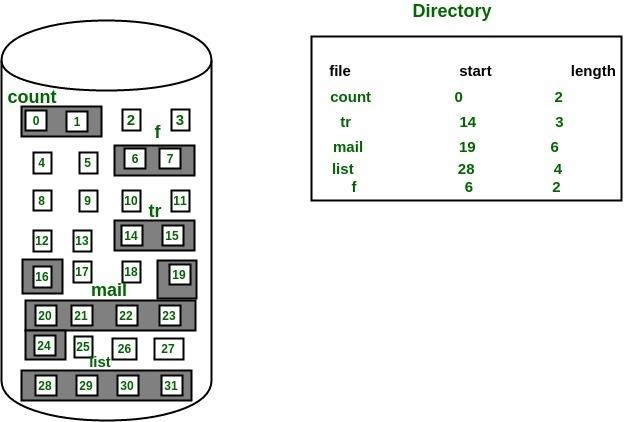 Directory
count
0 1 2 3
f
4 5 6 7
8 9 10 11
tr
12 13 14 15
16 17 18 19
mail
20 21 22 23
24 25 26 27
list
28 29 30 31
file start length
count 0 2
tr 14 3
mail 19 6
list 28 4
f 6 2